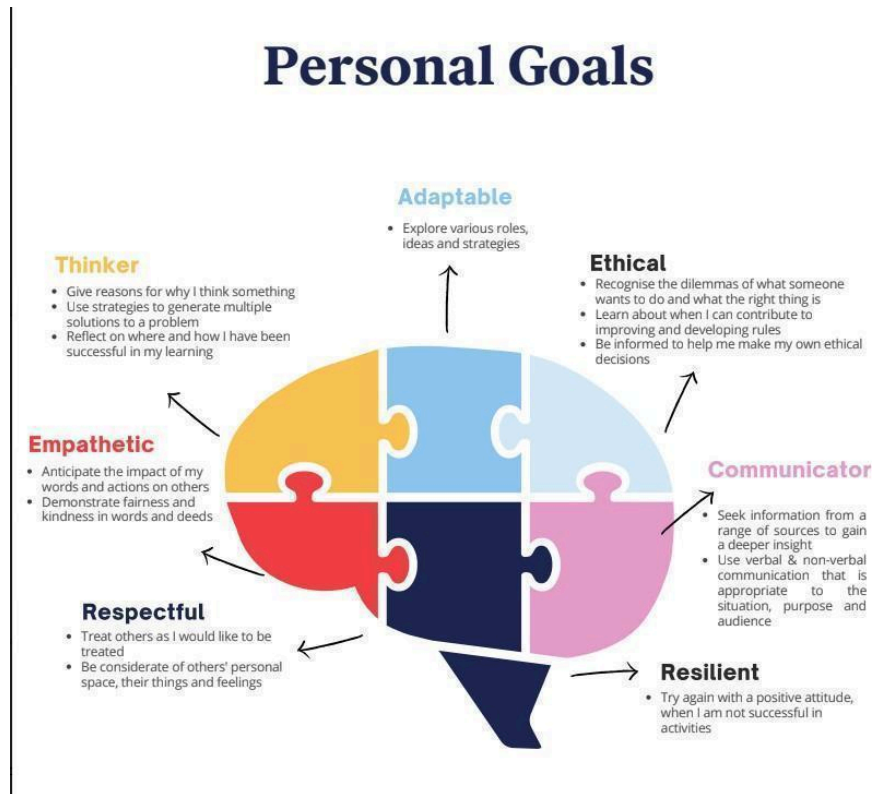 Personal Goals
Adaptable
• Explore various roles,
ideas and strategies
Thinker
• Give reasons for why I think something
• Use strategies to generate multiple
solutions to a problem
• Reflect on where and how I have been
successful in my learning
Ethical
• Recognise the dilemmas of what someone
wants to do and what the right thing is
• Learn about when I can contribute to
improving and developing rules
• Be informed to help me make my own ethical
decisions
Empathetic
• Anticipate the impact of my
words and actions on others
• Demonstrate fairness and
kindness in words and deeds
Communicator
• Seek information from a
range of sources to gain
a deeper insight
• Use verbal & non-verbal
communication that is
appropriate to the
situation, purpose and
audience
Respectful
• Treat others as I would like to be
treated
• Be considerate of others' personal
space, their things and feelings
Resilient
• Try again with a positive attitude,
when I am not successful in
activities